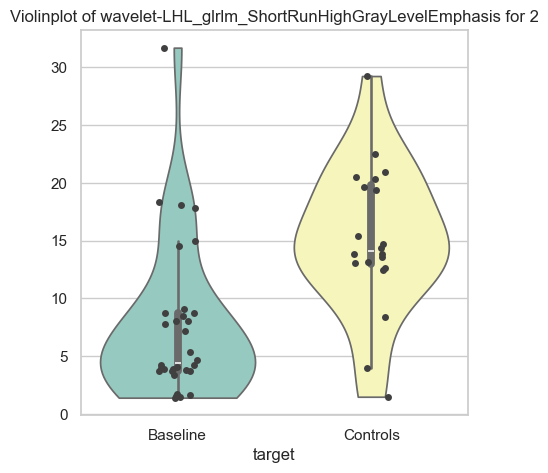 Violinplot of wavelet-LHL_glrlm_ShortRunHighGrayLevelEmphasis for 2
30
25
20
15
10
5
0
Baseline Controls
target